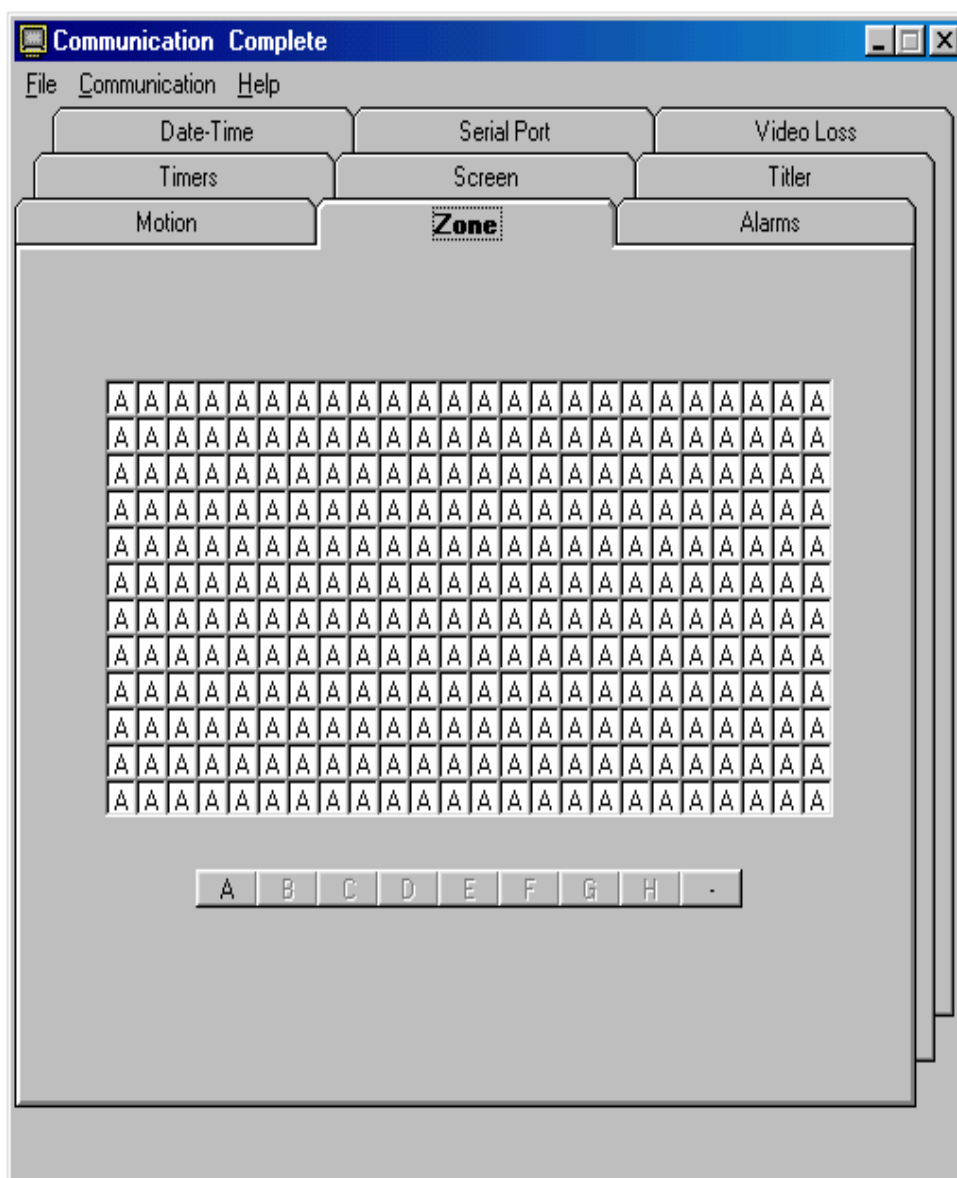 Communication Complete
File Communication Help
Date-Time Serial Port Video Loss
Timers Screen Titler
Motion Zone Alarms
A A A A A A A A A A A A A A A A A A A A A A A A
A A A A A A A A A A A A A A A A A A A A A A A A
A A A A A A A A A A A A A A A A A A A A A A A A
A A A A A A A A A A A A A A A A A A A A A A A A
A A A A A A A A A A A A A A A A A A A A A A A A
A A A A A A A A A A A A A A A A A A A A A A A A
A A A A A A A A A A A A A A A A A A A A A A A A
A A A A A A A A A A A A A A A A A A A A A A A A
A A A A A A A A A A A A A A A A A A A A A A A A
A A A A A A A A A A A A A A A A A A A A A A A A
A A A A A A A A A A A A A A A A A A A A A A A A
A A A A A A A A A A A A A A A A A A A A A A A A
A B C D E F G H -